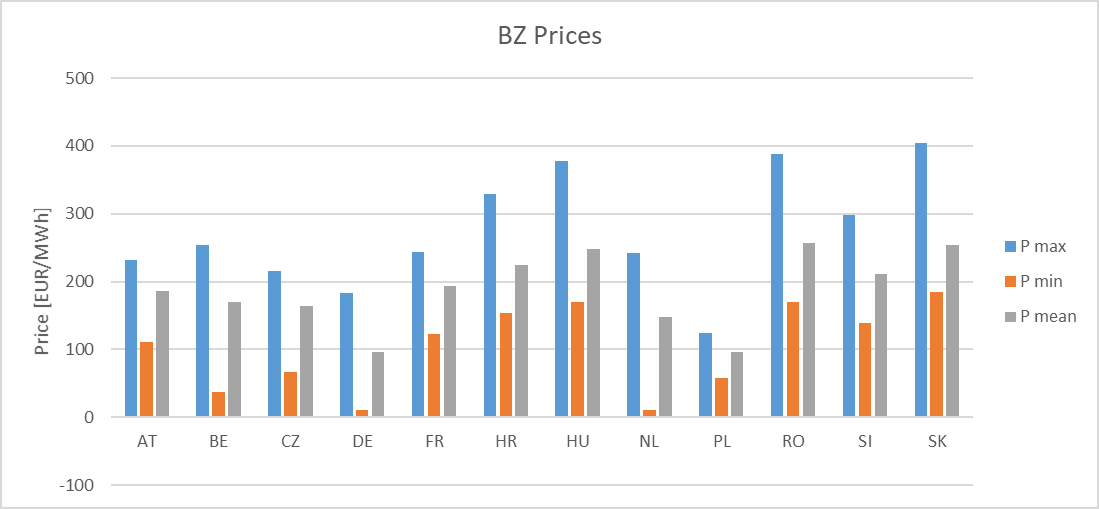 BZ Prices
Price [EUR/MWh]
500
400
300
200
100
0
-100
AT BE CZ DE FR HR HU NL PL RO SI SK
P max
P min
P mean